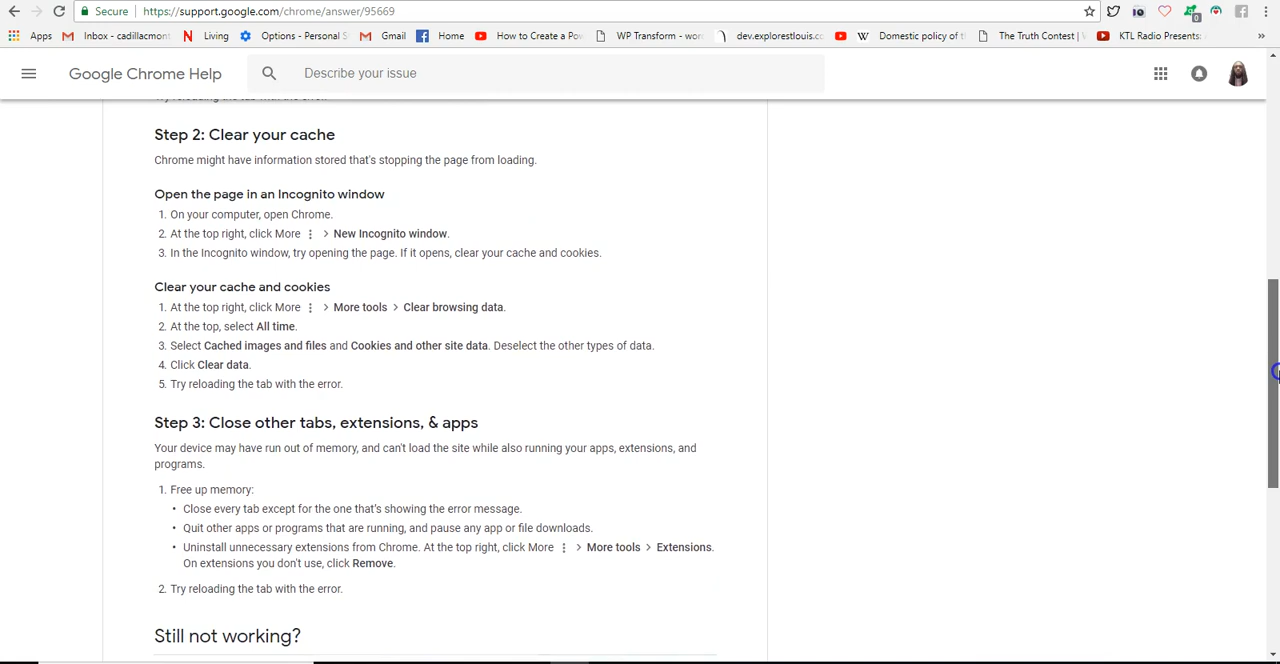 Secure https://support.google.com/chrome/answer/95669
Apps Inbox - cadillacmont Living Options - Personal S Gmail Home How to Create a Po WP Transform - wor dev.explorestlouis.co Domestic policy of t The Truth Contest | KTL Radio Presents: »
Google Chrome Help Describe your issue
Try reloading the tab with the error.
Step 2: Clear your cache
Chrome might have information stored that's stopping the page from loading.
Open the page in an Incognito window
1. On your computer, open Chrome.
2. At the top right, click More ⋮ > New Incognito window.
3. In the Incognito window, try opening the page. If it opens, clear your cache and cookies.
Clear your cache and cookies
1. At the top right, click More ⋮ > More tools > Clear browsing data.
2. At the top, select All time.
3. Select Cached images and files and Cookies and other site data. Deselect the other types of data.
4. Click Clear data.
5. Try reloading the tab with the error.
Step 3: Close other tabs, extensions, & apps
Your device may have run out of memory, and can't load the site while also running your apps, extensions, and
programs.
1. Free up memory:
• Close every tab except for the one that's showing the error message.
• Quit other apps or programs that are running, and pause any app or file downloads.
• Uninstall unnecessary extensions from Chrome. At the top right, click More ⋮ > More tools > Extensions.
On extensions you don't use, click Remove.
2. Try reloading the tab with the error.
Still not working?